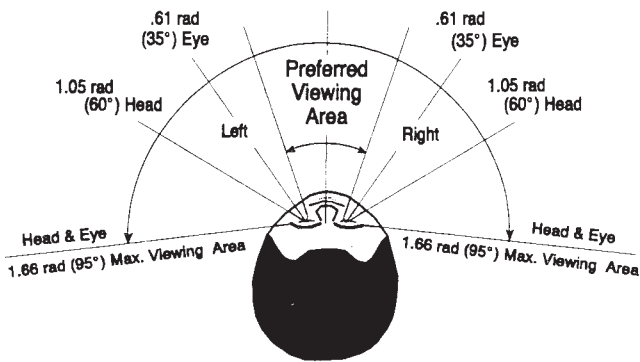 .61 rad
(35°) Eye
.61 rad
(35°) Eye
1.05 rad
(60°) Head
Preferred
Viewing
Area
1.05 rad
(60°) Head
Left
Right
Head & Eye
1.66 rad (95°) Max. Viewing Area
Head & Eye
1.66 rad (95°) Max. Viewing Area